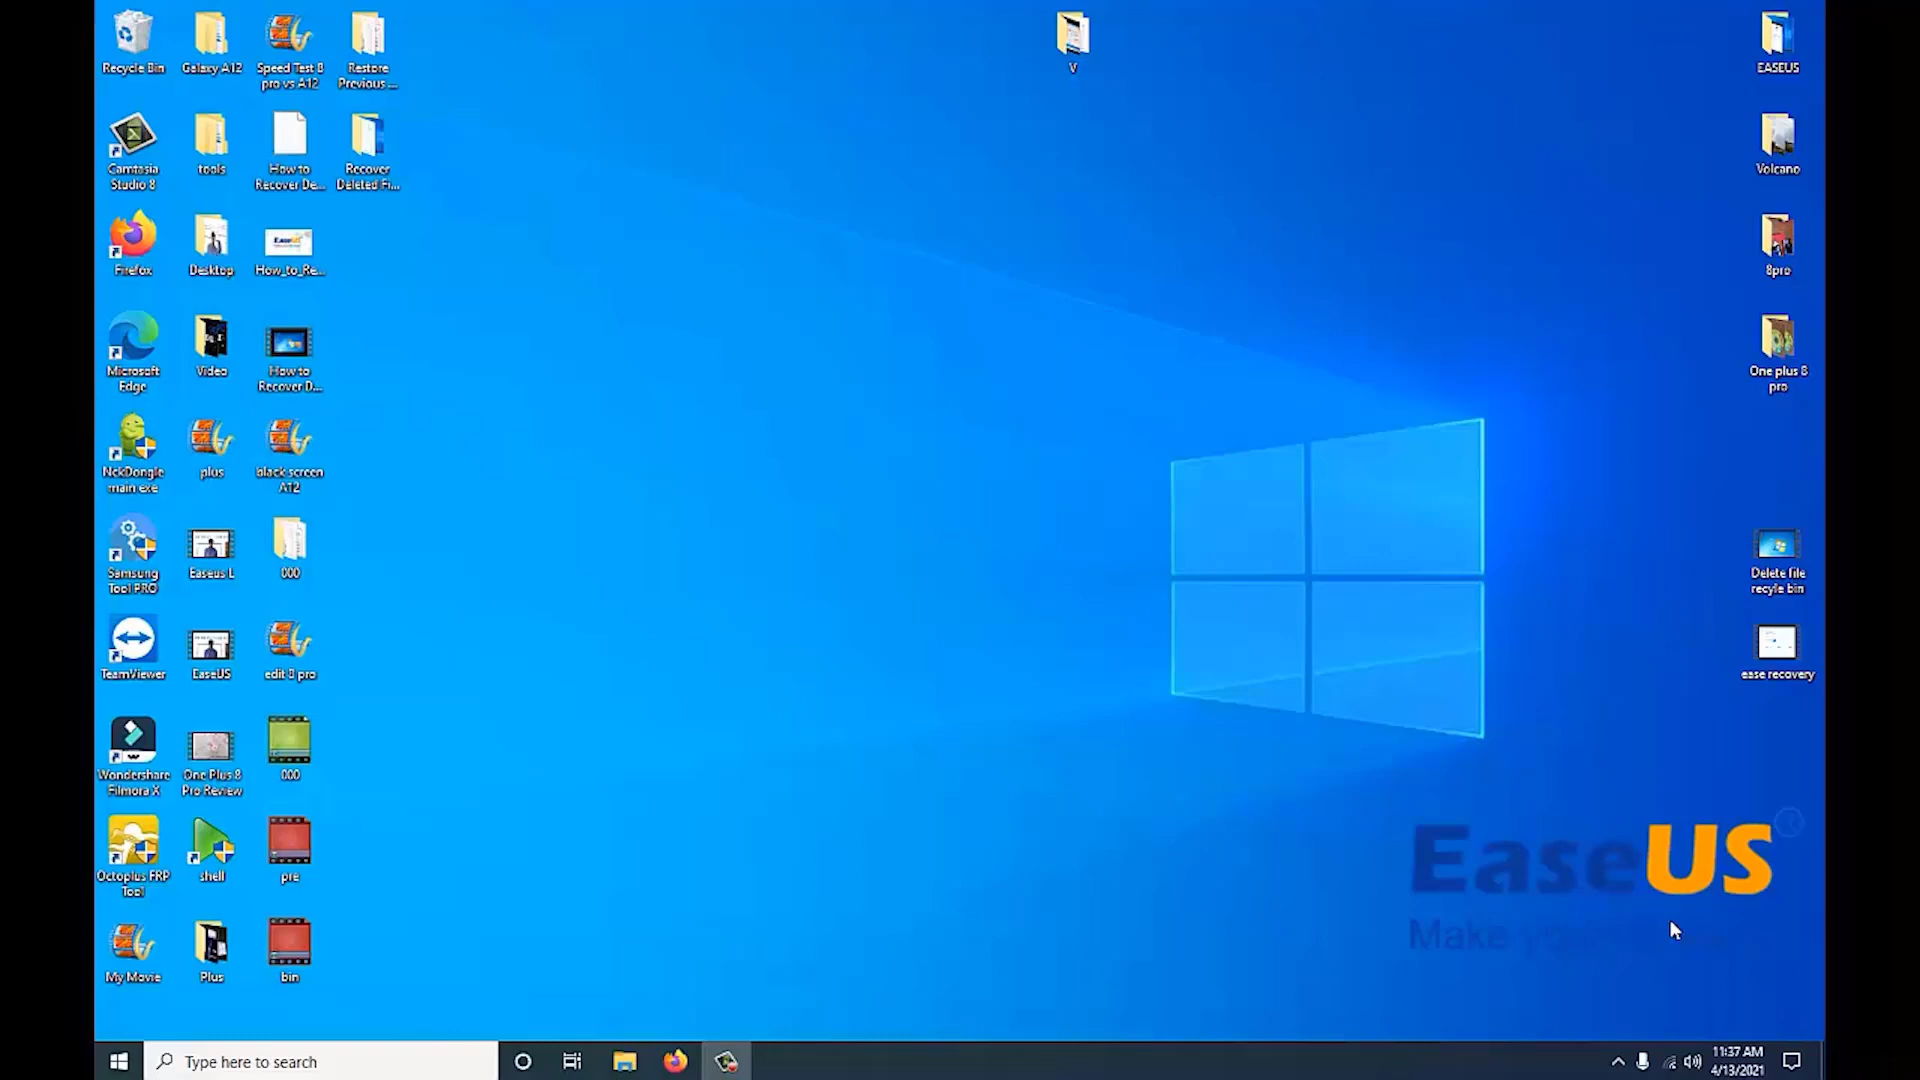 Recycle Bin
Galaxy A12
Speed Test 8
pro vs A12
Restore
Previous ...
V
EASEUS
Camtasia
Studio 8
tools
How to
Recover De...
Recover
Deleted Fi...
Volcano
Firefox
Desktop
EaseUS
How_to_Re...
8pro
Microsoft
Edge
Video
How to
Recover D...
One plus 8
pro
NckDongle
main exe
plus
black screen
A12
Samsung
Tool PRO
Easeus L
000
Delete file
recyle bin
TeamViewer
EaseUS
edit 8 pro
ease recovery
Wondershare
Filmora X
One Plus 8
Pro Review
000
Octoplus FRP
Tool
shell
pre
EaseUS
Make
My Movie
Plus
bin
Type here to search
11:37 AM
4/13/2021